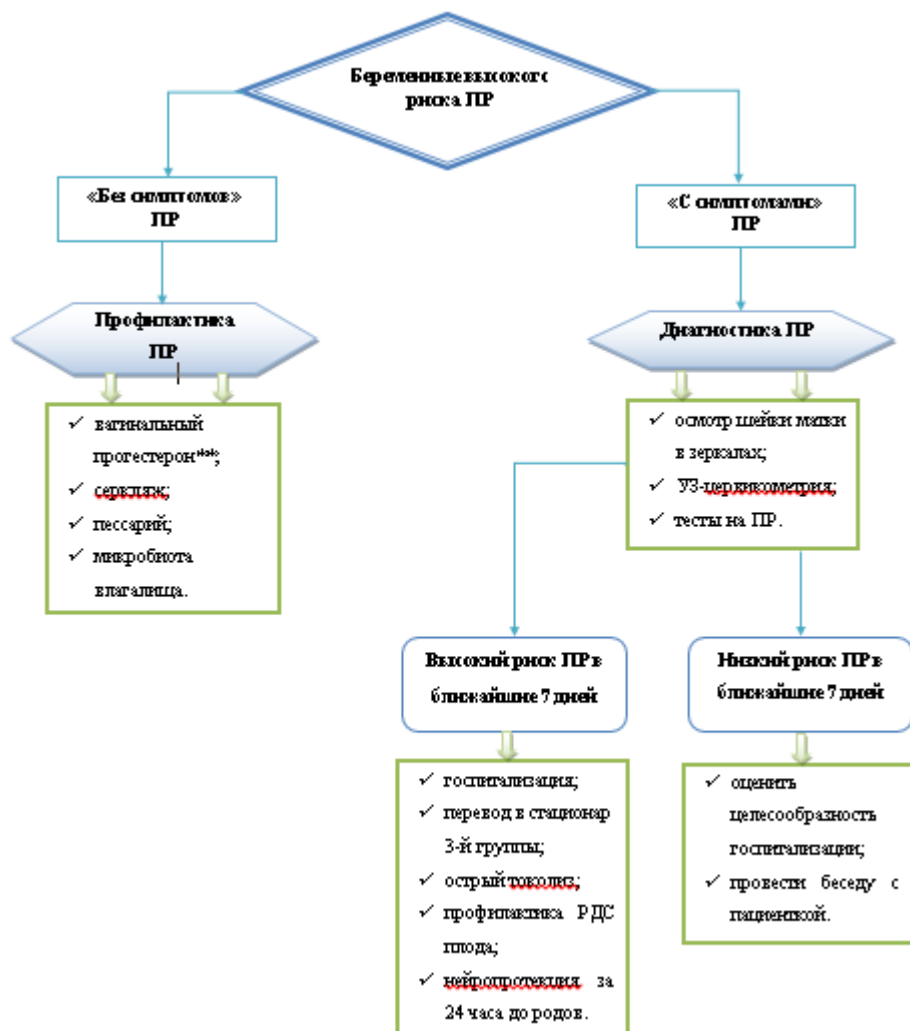 Беременные высокого
риска ПР
«Без симптомов»
ПР
«С симптомами»
ПР
Профилактика
ПР
Диагностика ПР
✓ вагинальный
прогестерон**;
✓ серкляж;
✓ пессарий;
✓ микробиота
влагалища.
✓ осмотр шейки матки
в зеркалах;
✓ УЗ-цервикометрия;
✓ тесты на ПР.
Высокий риск ПР в
ближайшие 7 дней
Низкий риск ПР в
ближайшие 7 дней
✓ госпитализация;
✓ перевод в стационар
3-й группы;
✓ острый токолиз;
✓ профилактика РДС
плода;
✓ нейропротекция за
24 часа до родов.
✓ оценить
целесообразность
госпитализации;
✓ провести беседу с
пациенткой.